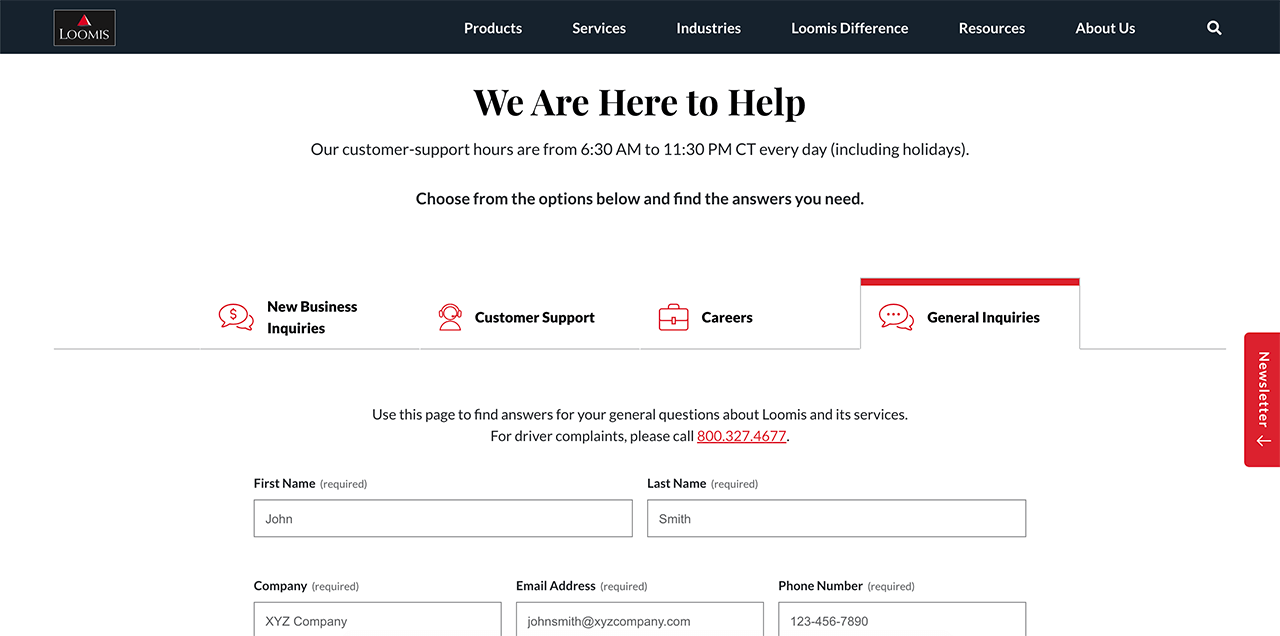 LOOMIS
Products Services Industries Loomis Difference Resources About Us
We Are Here to Help
Our customer-support hours are from 6:30 AM to 11:30 PM CT every day (including holidays).
Choose from the options below and find the answers you need.
$
New Business
Inquiries
Customer Support
Careers
General Inquiries
Newsletter
Use this page to find answers for your general questions about Loomis and its services.
For driver complaints, please call 800.327.4677.
First Name (required)
Last Name (required)
John
Smith
Company (required)
Email Address (required)
Phone Number (required)
XYZ Company
johnsmith@xyzcompany.com
123-456-7890